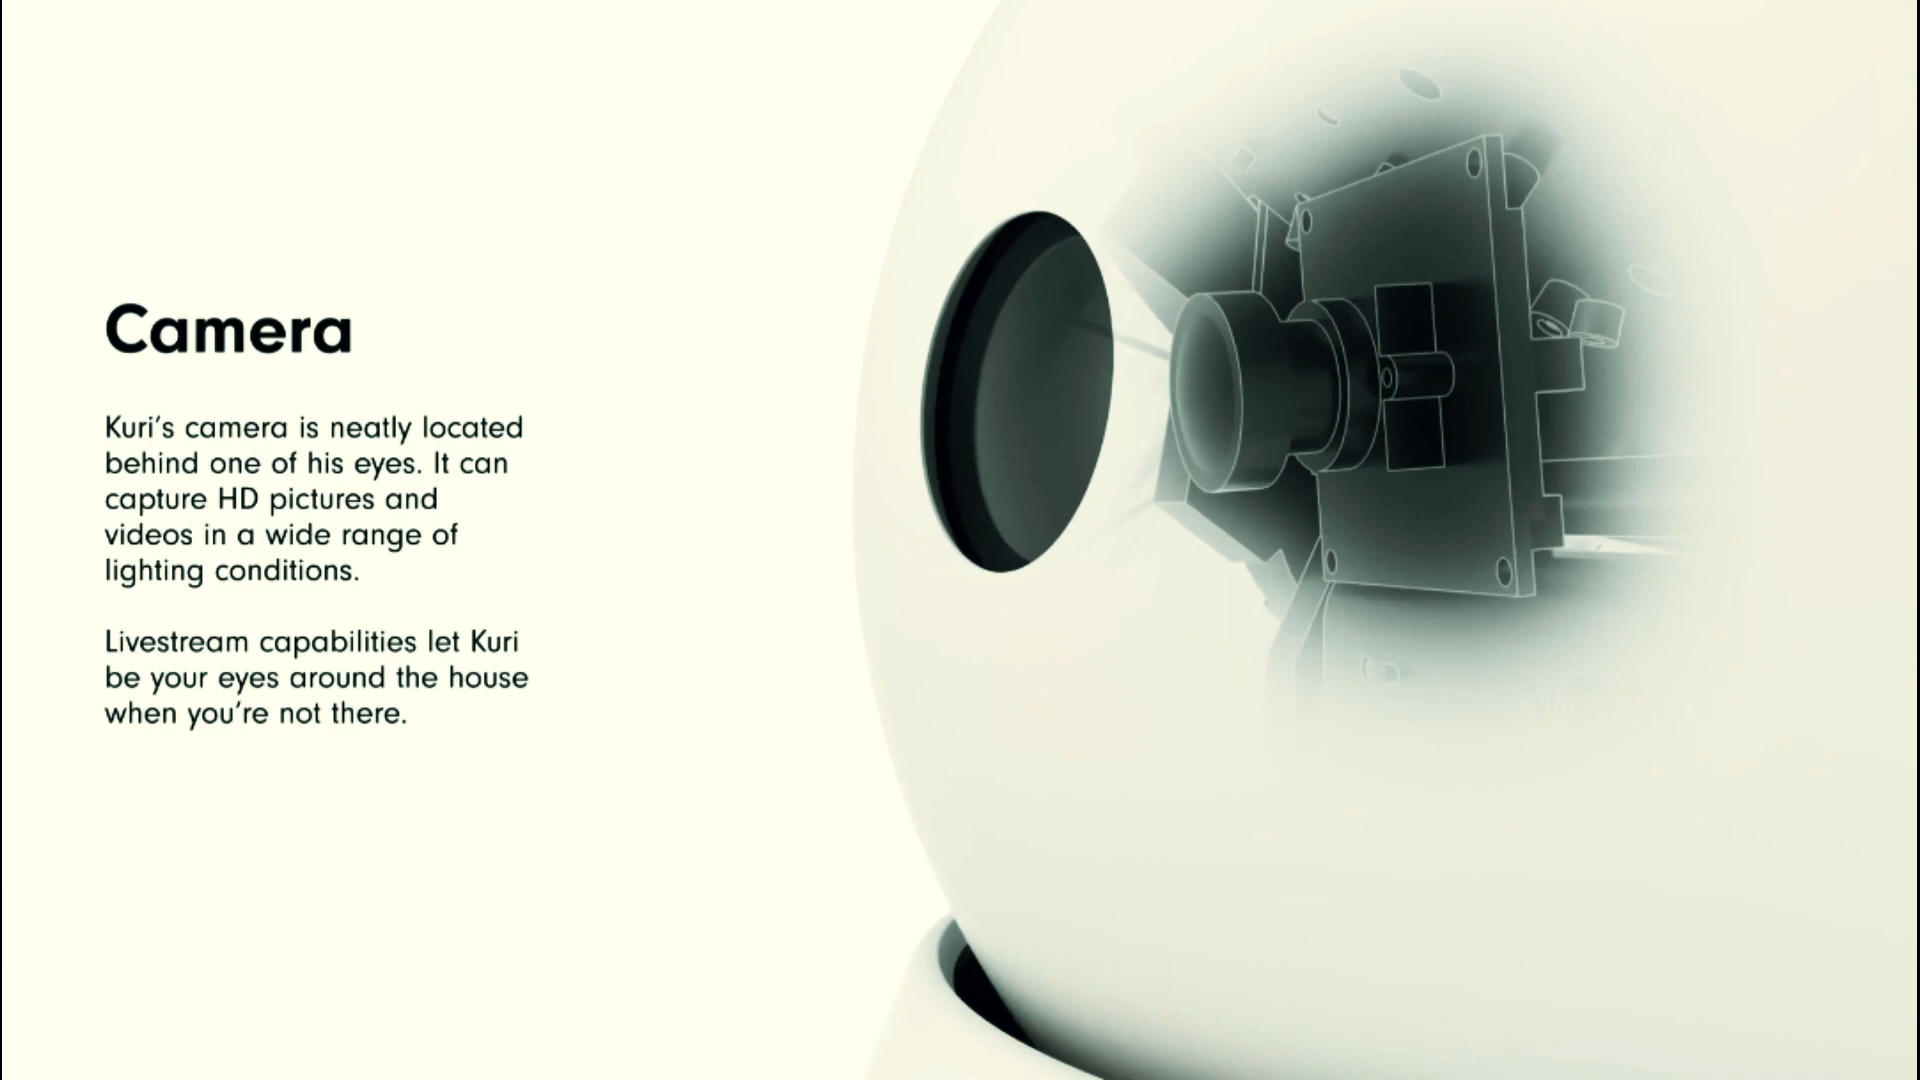 Camera
Kuri’s camera is neatly located
behind one of his eyes. It can
capture HD pictures and
videos in a wide range of
lighting conditions.
Livestream capabilities let Kuri
be your eyes around the house
when you’re not there.